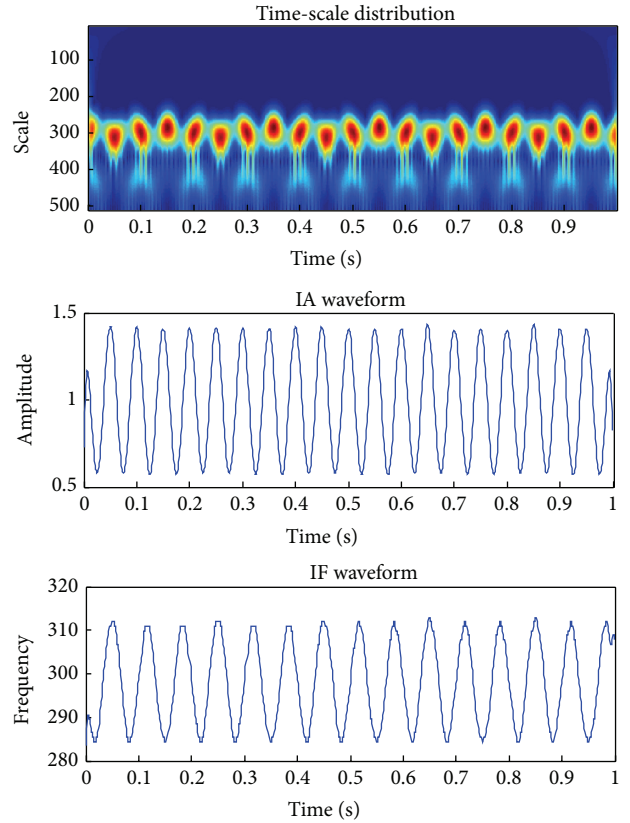 Time-scale distribution
100
200
300
400
500
Scale
0 0.1 0.2 0.3 0.4 0.5 0.6 0.7 0.8 0.9
Time (s)
IA waveform
1.5
1
0.5
Amplitude
0 0.1 0.2 0.3 0.4 0.5 0.6 0.7 0.8 0.9 1
Time (s)
IF waveform
320
310
300
290
280
Frequency
0 0.1 0.2 0.3 0.4 0.5 0.6 0.7 0.8 0.9 1
Time (s)